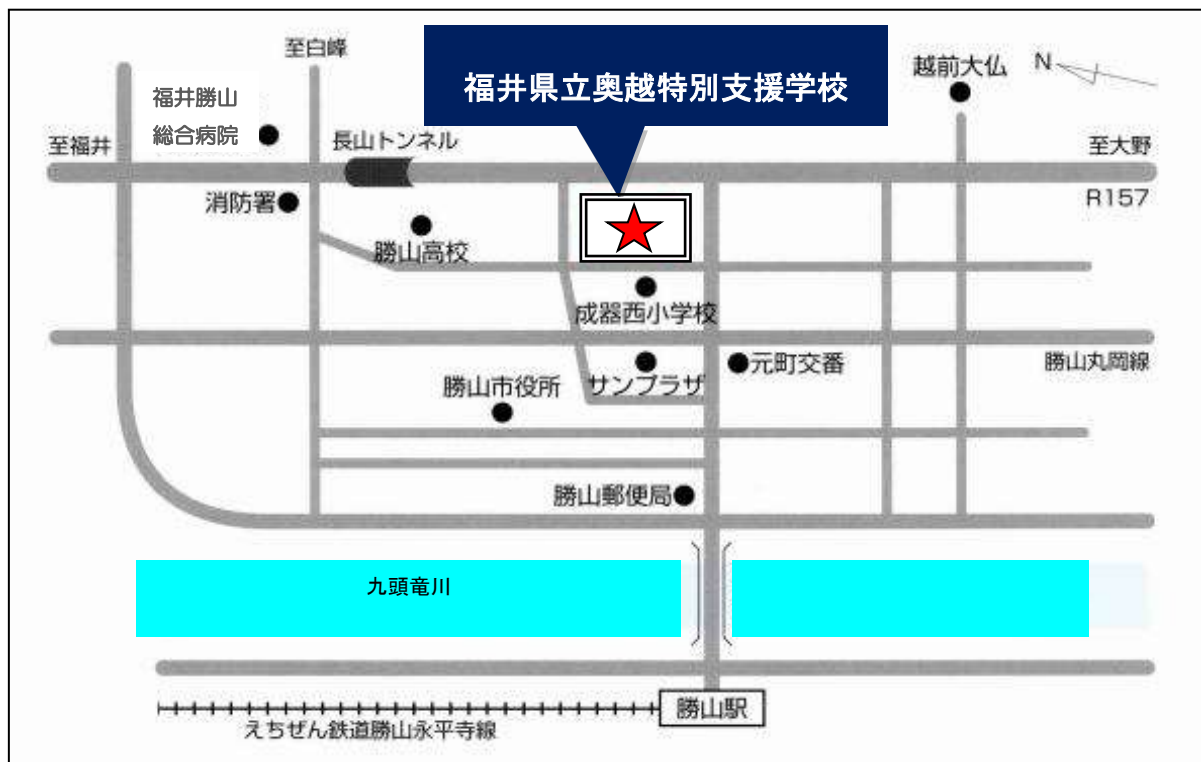 至白峰
福井県立奥越特別支援学校
越前大仏
N
福井勝山
総合病院
至福井
長山トンネル
至大野
消防署
R157
勝山高校
成器西小学校
元町交番
勝山丸岡線
勝山市役所
サンプラザ
勝山郵便局
九頭竜川
勝山駅
えちぜん鉄道勝山永平寺線